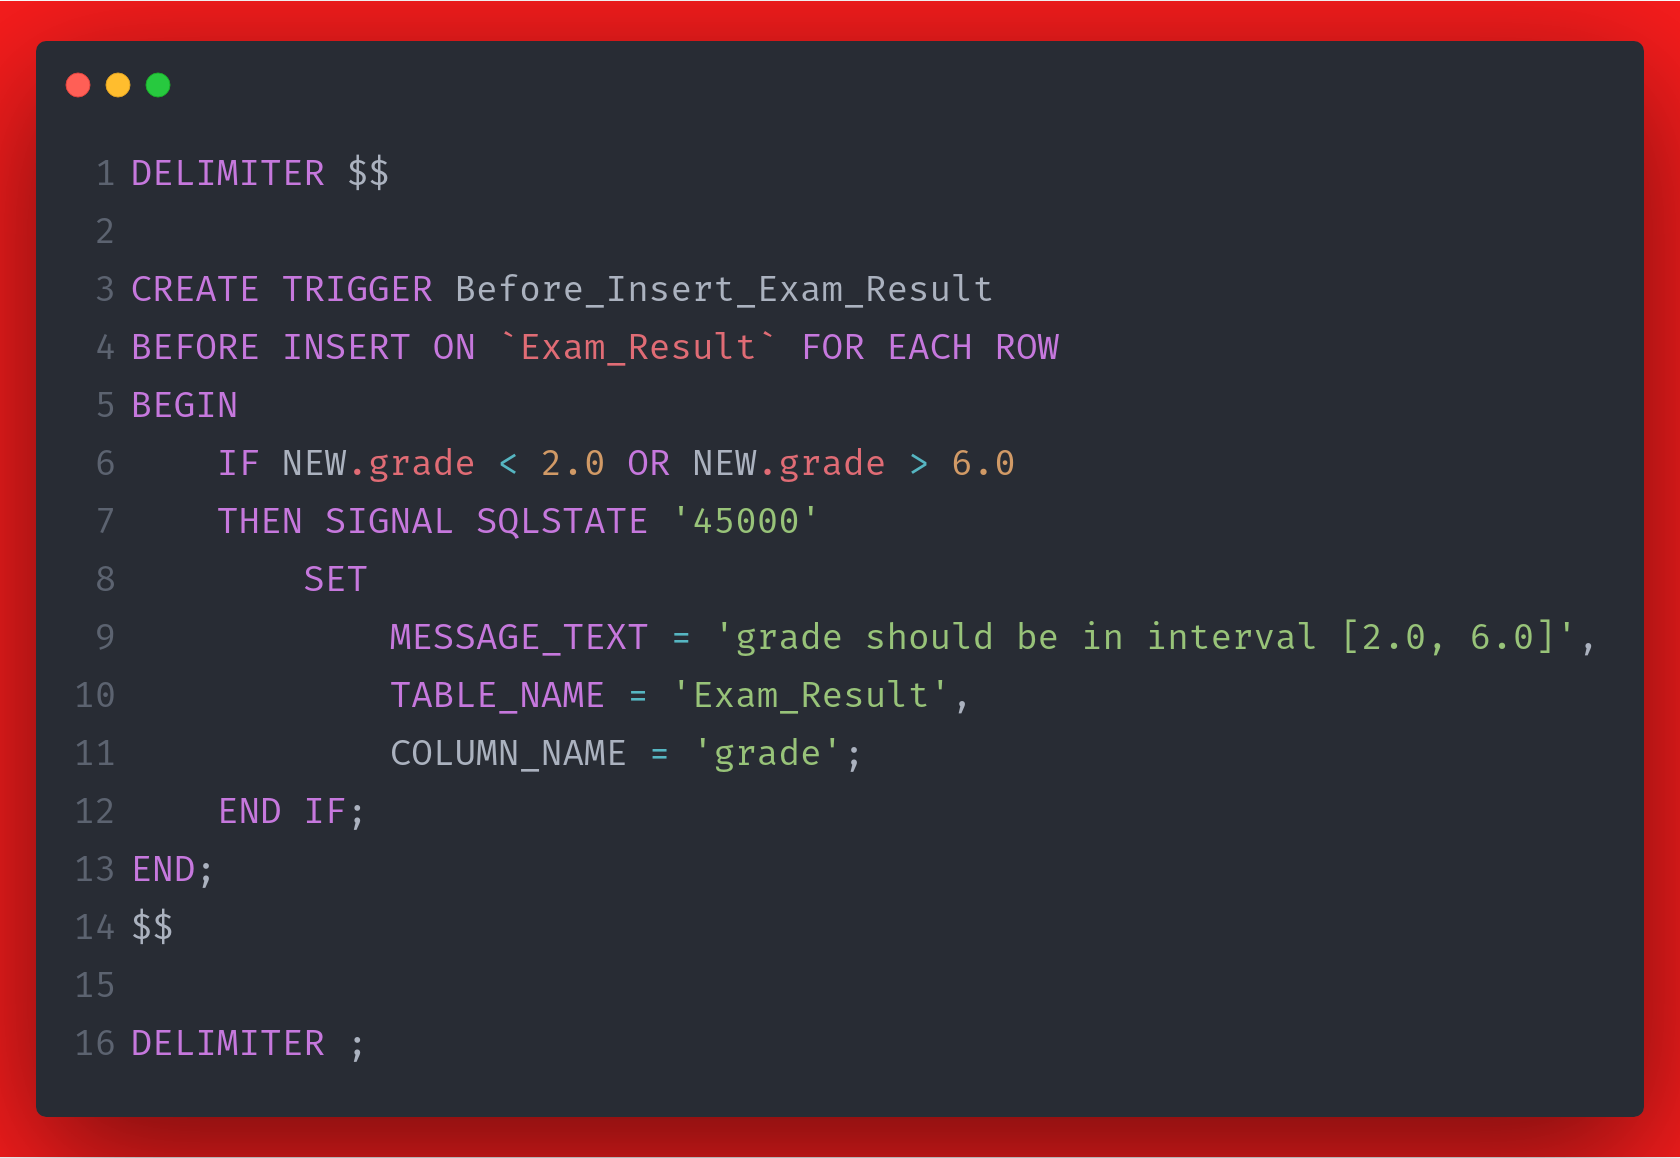 1 DELIMITER $$
2
3 CREATE TRIGGER Before_Insert_Exam_Result
4 BEFORE INSERT ON `Exam_Result` FOR EACH ROW
5 BEGIN
6     IF NEW.grade < 2.0 OR NEW.grade > 6.0
7     THEN SIGNAL SQLSTATE '45000'
8         SET
9             MESSAGE_TEXT = 'grade should be in interval [2.0, 6.0]',
10             TABLE_NAME = 'Exam_Result',
11             COLUMN_NAME = 'grade';
12     END IF;
13 END;
14 $$
15
16 DELIMITER ;